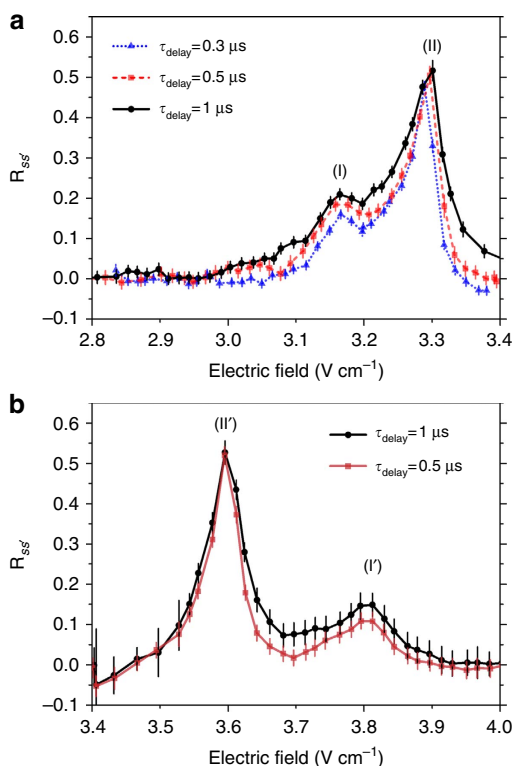 a
0.6
0.5
0.4
0.3
0.2
0.1
0.0
–0.1
R_ss′
(I)
(II)
τdelay=0.3 μs
τdelay=0.5 μs
τdelay=1 μs
2.8 2.9 3.0 3.1 3.2 3.3 3.4
Electric field (V cm⁻¹)
b
0.6
0.5
0.4
0.3
0.2
0.1
0.0
–0.1
R_ss′
(II′)
(I′)
τdelay=1 μs
τdelay=0.5 μs
3.4 3.5 3.6 3.7 3.8 3.9 4.0
Electric field (V cm⁻¹)